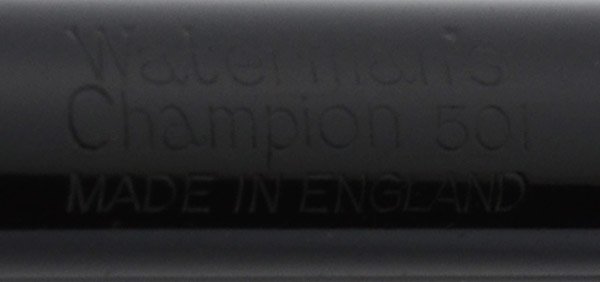 Waterman's
Champion 501
MADE IN ENGLAND